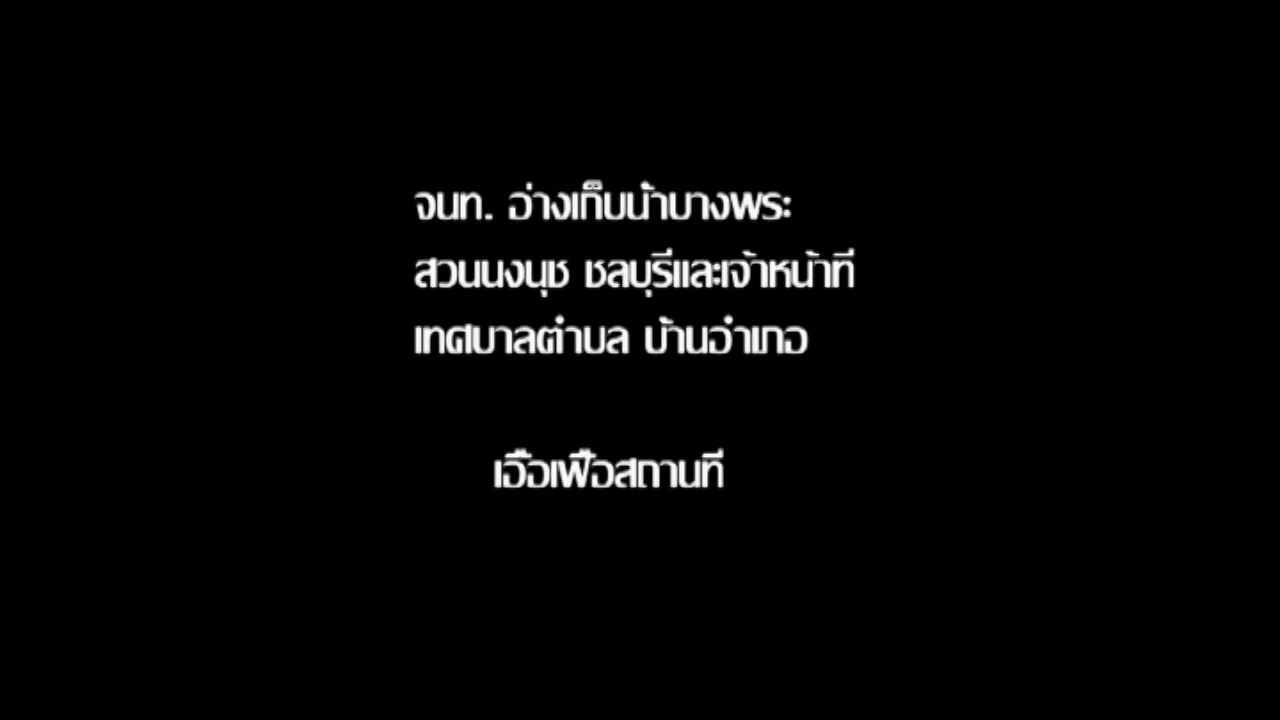 จนท. อ่างเก็บน้ำบางพระ
สวนนงนุช ชลบุรีและเจ้าหน้าที่
เทศบาลตำบล บ้านอำเภอ
เอื้อเฟื้อสถานที่